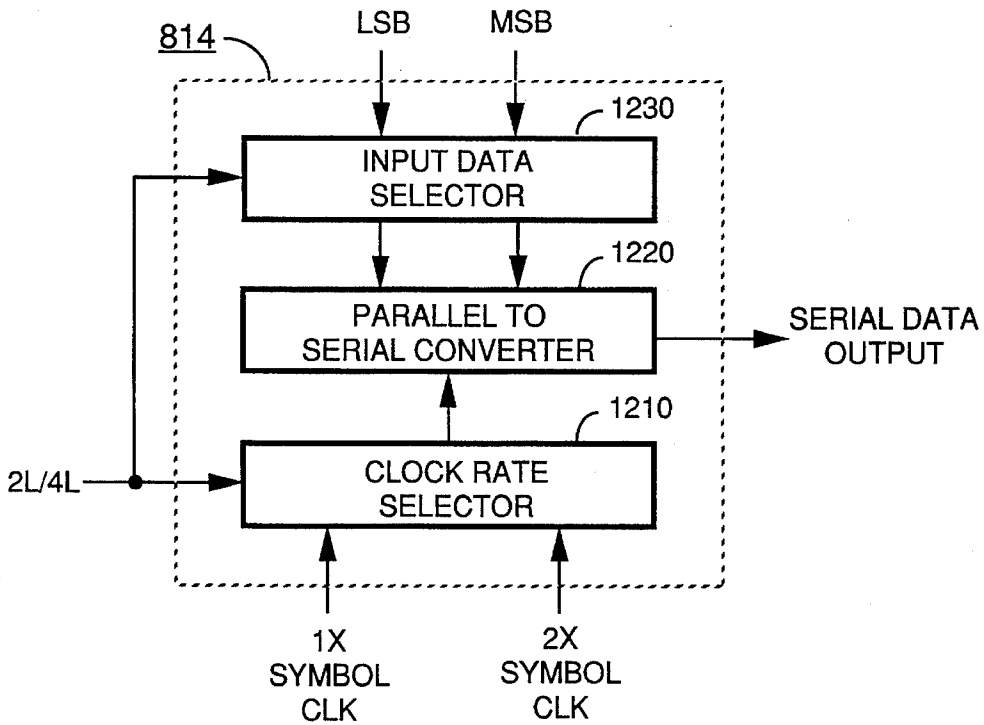 LSB MSB
814
1230
INPUT DATA
SELECTOR
1220
PARALLEL TO
SERIAL CONVERTER
SERIAL DATA
OUTPUT
1210
2L/4L
CLOCK RATE
SELECTOR
1X
SYMBOL
CLK
2X
SYMBOL
CLK